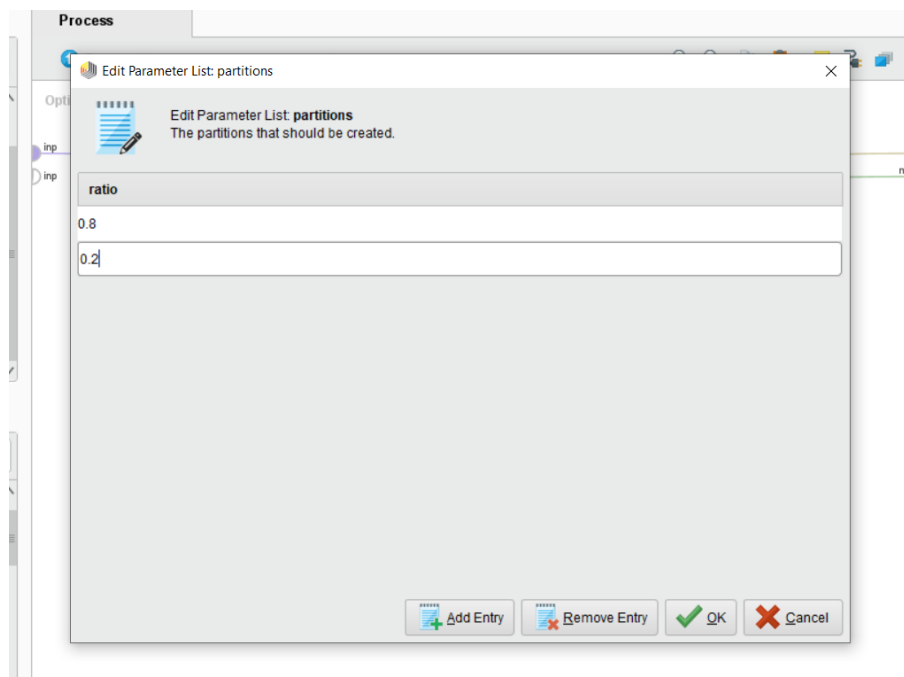 Process
Edit Parameter List: partitions
Opti
Edit Parameter List: partitions
The partitions that should be created.
inp
inp
n
ratio
0.8
0.2
Add Entry
Remove Entry
OK
Cancel